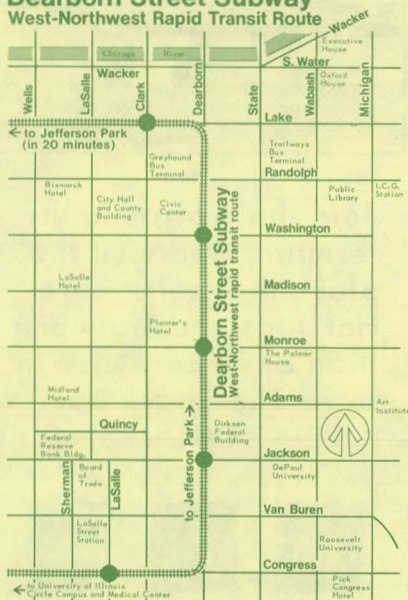 Dearborn Street Subway
West-Northwest Rapid Transit Route
Wacker
Executive
House
Chicago
River
S. Water
Wells
LaSalle
Wacker
Clark
Dearborn
State
Wabash
Oxford
House
Michigan
Lake
← to Jefferson Park
(in 20 minutes)
Greyhound
Bus
Terminal
Trailways
Bus
Terminal
Randolph
Bismarck
Hotel
City Hall
and County
Building
Civic
Center
Public
Library
I.C.G.
Station
Washington
Dearborn Street Subway
West-Northwest rapid transit route
LaSalle
Hotel
Madison
Planter's
Hotel
Monroe
The Palmer
House
Midland
Hotel
Adams
Art
Institute
Quincy
to Jefferson Park →
Dirksen
Federal
Building
Federal
Reserve
Bank Bldg.
Jackson
Sherman
Board
of
Trade
LaSalle
DePaul
University
Van Buren
LaSalle
Street
Station
Roosevelt
University
Congress
← to University of Illinois
Circle Campus and Medical Center
Pick
Congress
Hotel